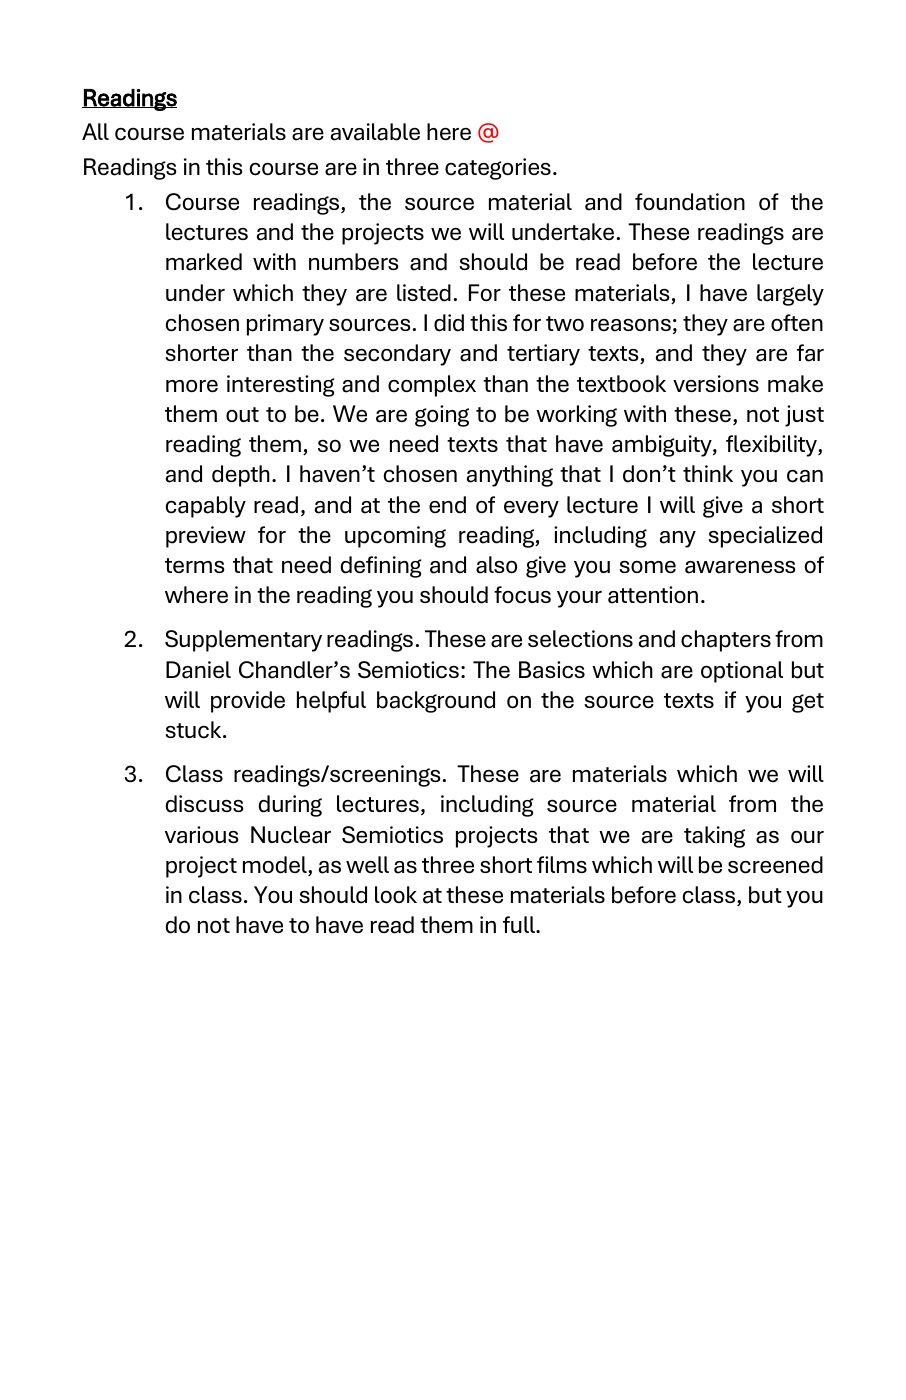 Readings
All course materials are available here @
Readings in this course are in three categories.
1. Course readings, the source material and foundation of the
lectures and the projects we will undertake. These readings are
marked with numbers and should be read before the lecture
under which they are listed. For these materials, I have largely
chosen primary sources. I did this for two reasons; they are often
shorter than the secondary and tertiary texts, and they are far
more interesting and complex than the textbook versions make
them out to be. We are going to be working with these, not just
reading them, so we need texts that have ambiguity, flexibility,
and depth. I haven’t chosen anything that I don’t think you can
capably read, and at the end of every lecture I will give a short
preview for the upcoming reading, including any specialized
terms that need defining and also give you some awareness of
where in the reading you should focus your attention.
2. Supplementary readings. These are selections and chapters from
Daniel Chandler’s Semiotics: The Basics which are optional but
will provide helpful background on the source texts if you get
stuck.
3. Class readings/screenings. These are materials which we will
discuss during lectures, including source material from the
various Nuclear Semiotics projects that we are taking as our
project model, as well as three short films which will be screened
in class. You should look at these materials before class, but you
do not have to have read them in full.